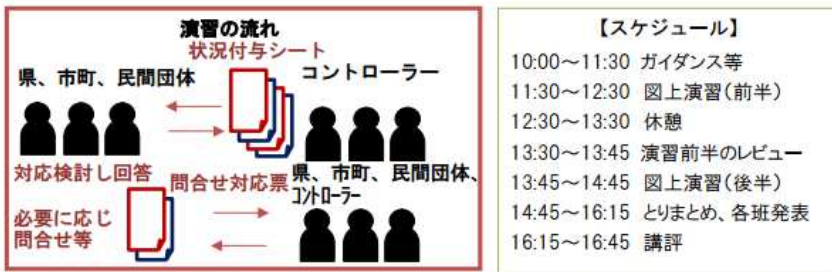 演習の流れ
状況付与シート
県、市町、民間団体
コントローラー
対応検討し回答
問合せ対応票
県、市町、民間団体、
コントローラー
必要に応じ
問合せ等
【スケジュール】
10:00～11:30 ガイダンス等
11:30～12:30 図上演習(前半)
12:30～13:30 休憩
13:30～13:45 演習前半のレビュー
13:45～14:45 図上演習(後半)
14:45～16:15 とりまとめ、各班発表
16:15～16:45 講評